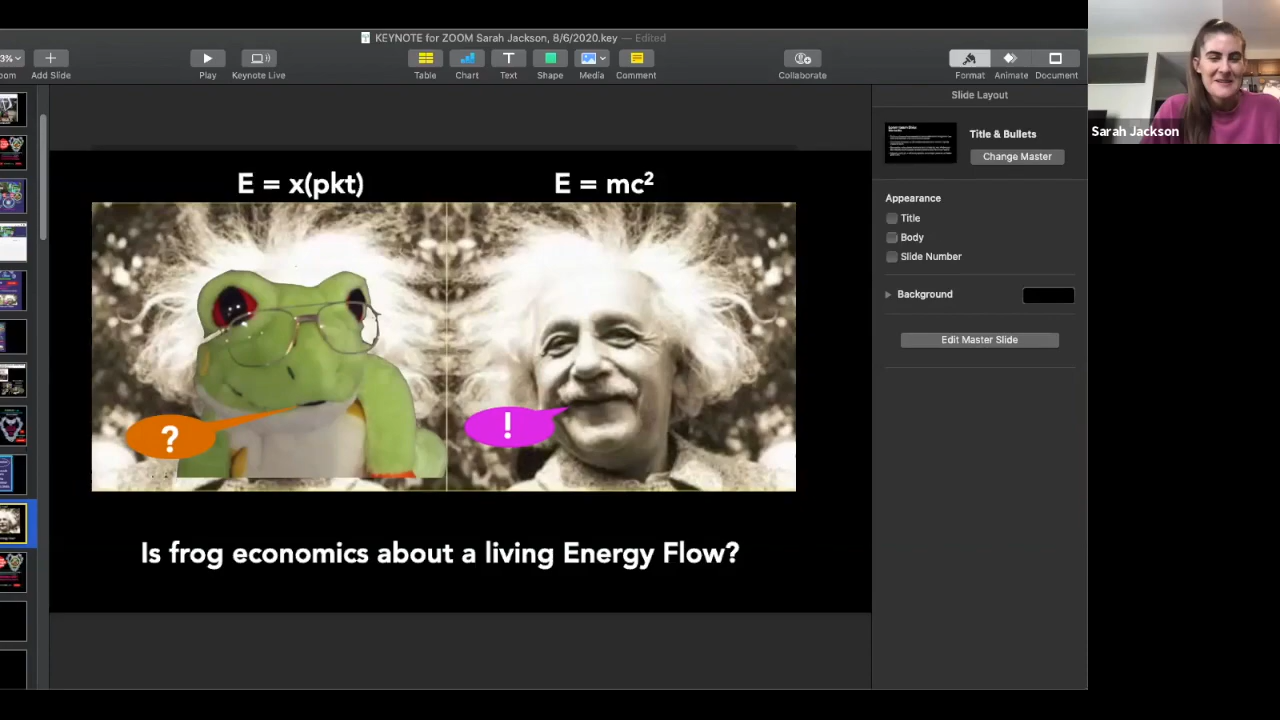 KEYNOTE for ZOOM Sarah Jackson, 8/6/2020.key — Edited
3%
Add Slide
Play
Keynote Live
Table
Chart
Text
Shape
Media
Comment
Collaborate
Format
Animate
Document
Slide Layout
Title & Bullets
Change Master
Appearance
Title
Body
Slide Number
Background
Edit Master Slide
E = x(pkt)
E = mc²
?
!
Is frog economics about a living Energy Flow?
Sarah Jackson